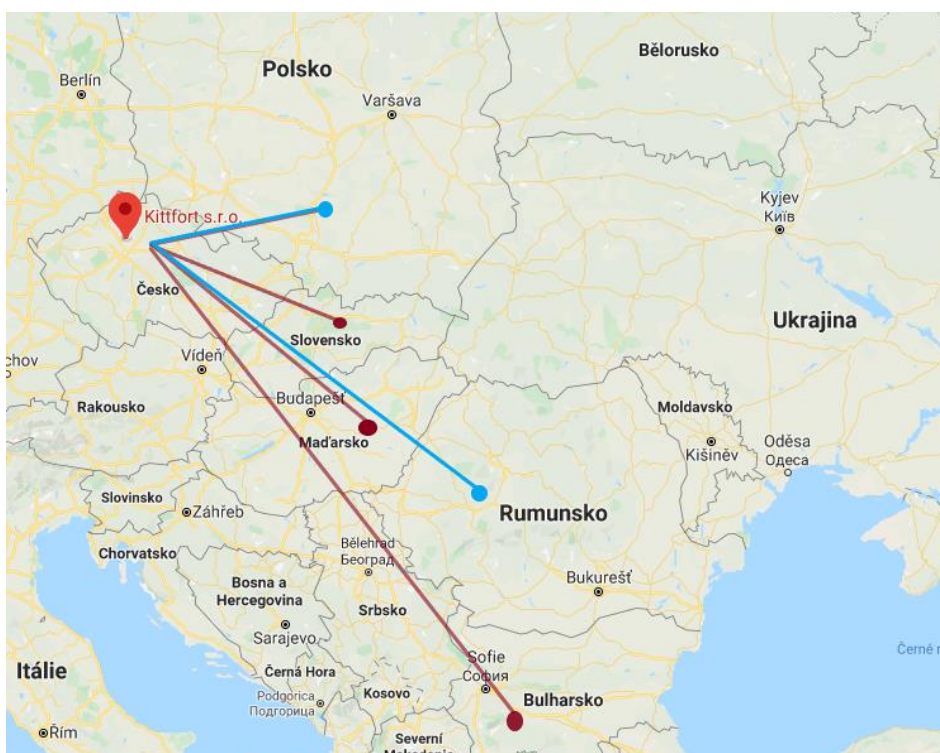 Bělorusko
Polsko
Berlín
Varšava
Kyjev
Київ
Kittfort s.r.o.
Česko
Ukrajina
Slovensko
chov
Vídeň
Budapešť
Rakousko
Moldavsko
Maďarsko
Oděsa
Одеса
Kišiněv
Slovinsko
Záhřeb
Rumunsko
Chorvatsko
Bělehrad
Београд
Bosna a
Hercegovina
Bukurešť
Srbsko
Sarajevo
Itálie
Černá Hora
Sofie
София
Černé m
Kosovo
Bulharsko
Podgorica
Подгорица
Řím
Severní